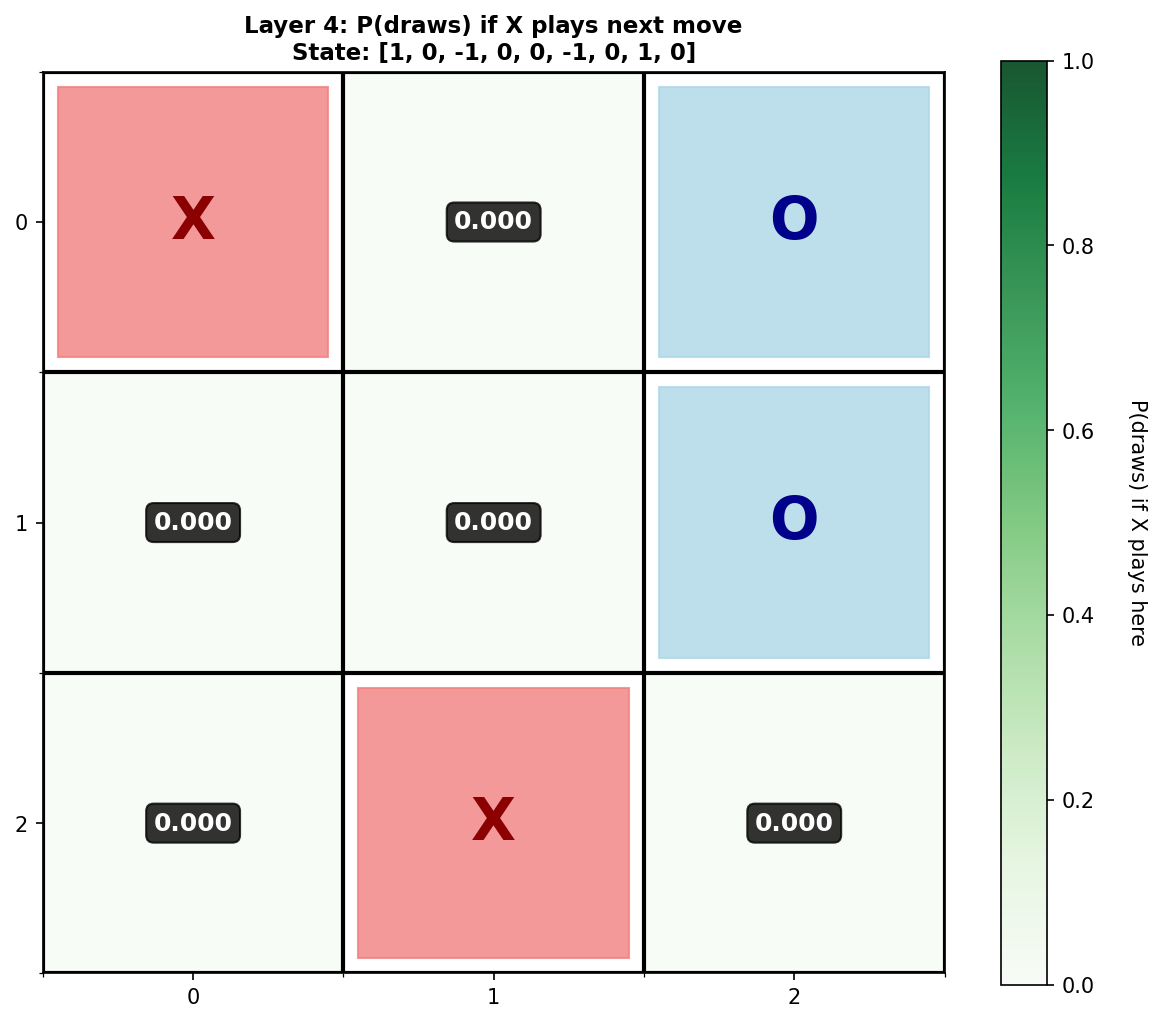 Layer 4: P(draws) if X plays next move
State: [1, 0, -1, 0, 0, -1, 0, 1, 0]
X
0.000
O
0.000
0.000
O
0.000
X
0.000
0
1
2
0
1
2
1.0
0.8
0.6
0.4
0.2
0.0
P(draws) if X plays here